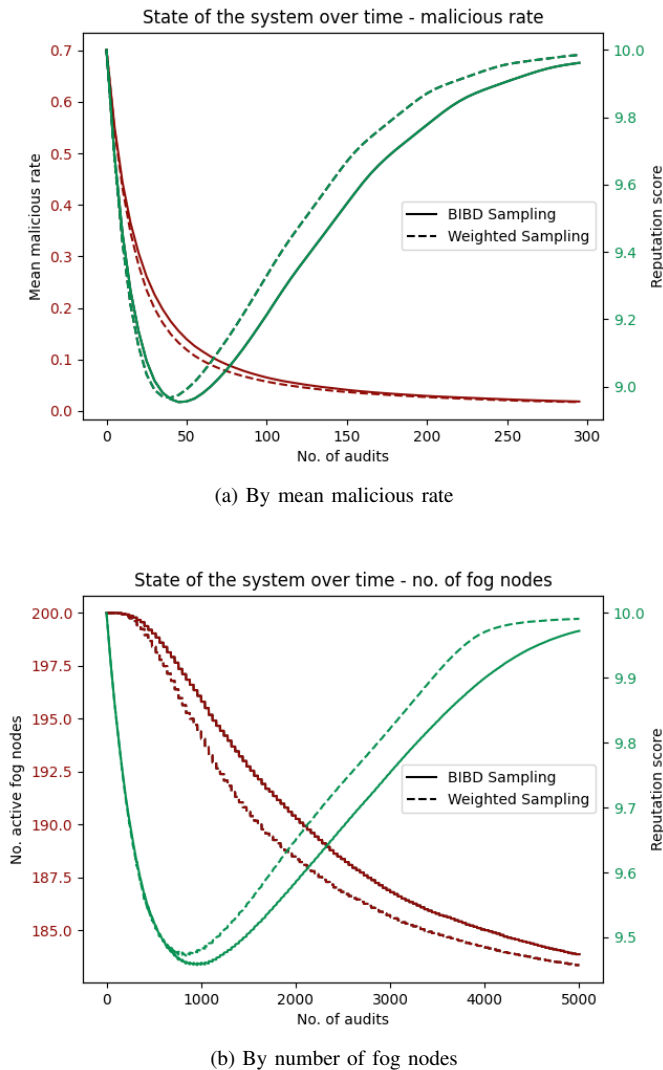 State of the system over time - malicious rate
0.7
0.6
0.5
0.4
0.3
0.2
0.1
0.0
Mean malicious rate
10.0
9.8
9.6
9.4
9.2
9.0
Reputation score
BIBD Sampling
Weighted Sampling
0 50 100 150 200 250 300
No. of audits
(a) By mean malicious rate
State of the system over time - no. of fog nodes
200.0
197.5
195.0
192.5
190.0
187.5
185.0
No. active fog nodes
10.0
9.9
9.8
9.7
9.6
9.5
Reputation score
BIBD Sampling
Weighted Sampling
0 1000 2000 3000 4000 5000
No. of audits
(b) By number of fog nodes